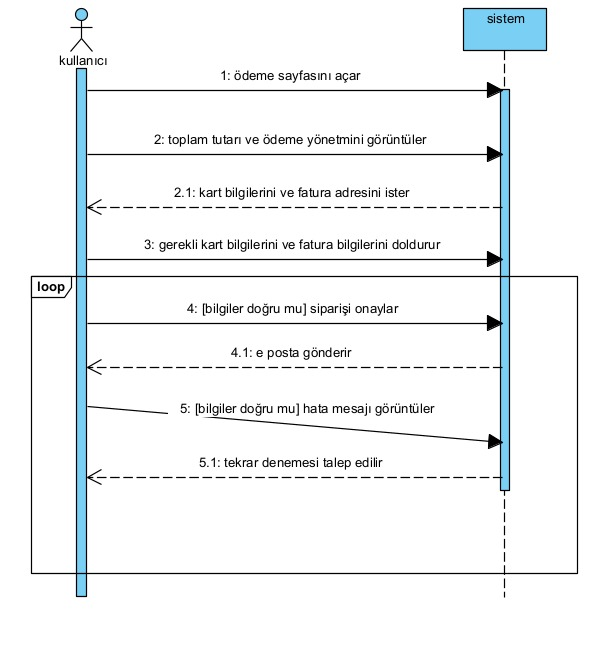 kullanıcı
sistem
1: ödeme sayfasını açar
2: toplam tutarı ve ödeme yönetmini görüntüler
2.1: kart bilgilerini ve fatura adresini ister
3: gerekli kart bilgilerini ve fatura bilgilerini doldurur
loop
4: [bilgiler doğru mu] siparişi onaylar
4.1: e posta gönderir
5: [bilgiler doğru mu] hata mesajı görüntüler
5.1: tekrar denemesi talep edilir